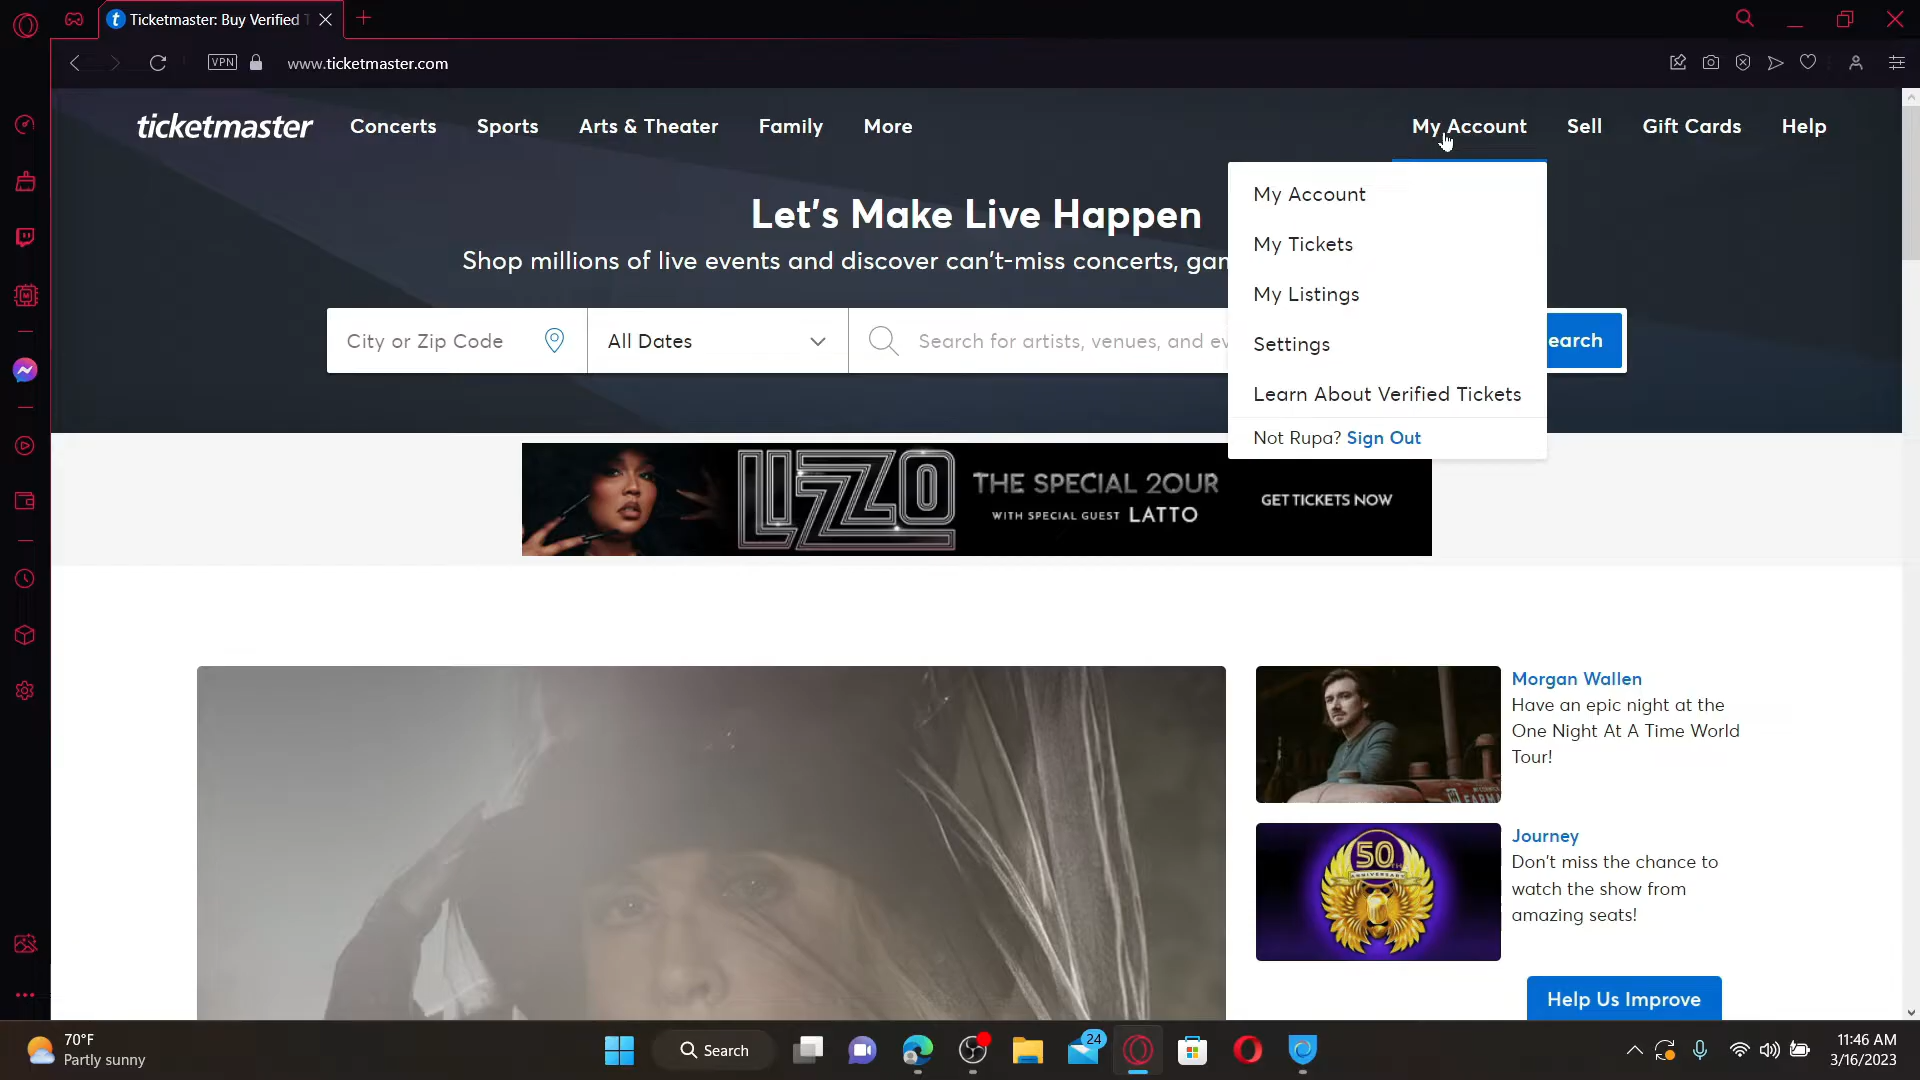 Ticketmaster: Buy Verified T
VPN
www.ticketmaster.com
ticketmaster
Concerts
Sports
Arts & Theater
Family
More
My Account
Sell
Gift Cards
Help
My Account
My Tickets
My Listings
Settings
Learn About Verified Tickets
Not Rupa? Sign Out
Let's Make Live Happen
Shop millions of live events and discover can't-miss concerts, gam
City or Zip Code
All Dates
Search for artists, venues, and ev
earch
LIZZO
THE SPECIAL 2OUR
WITH SPECIAL GUEST LATTO
GET TICKETS NOW
Morgan Wallen
Have an epic night at the
One Night At A Time World
Tour!
50TH
ANNIVERSARY
Journey
Don't miss the chance to
watch the show from
amazing seats!
Help Us Improve
70°F
Partly sunny
Search
24
11:46 AM
3/16/2023